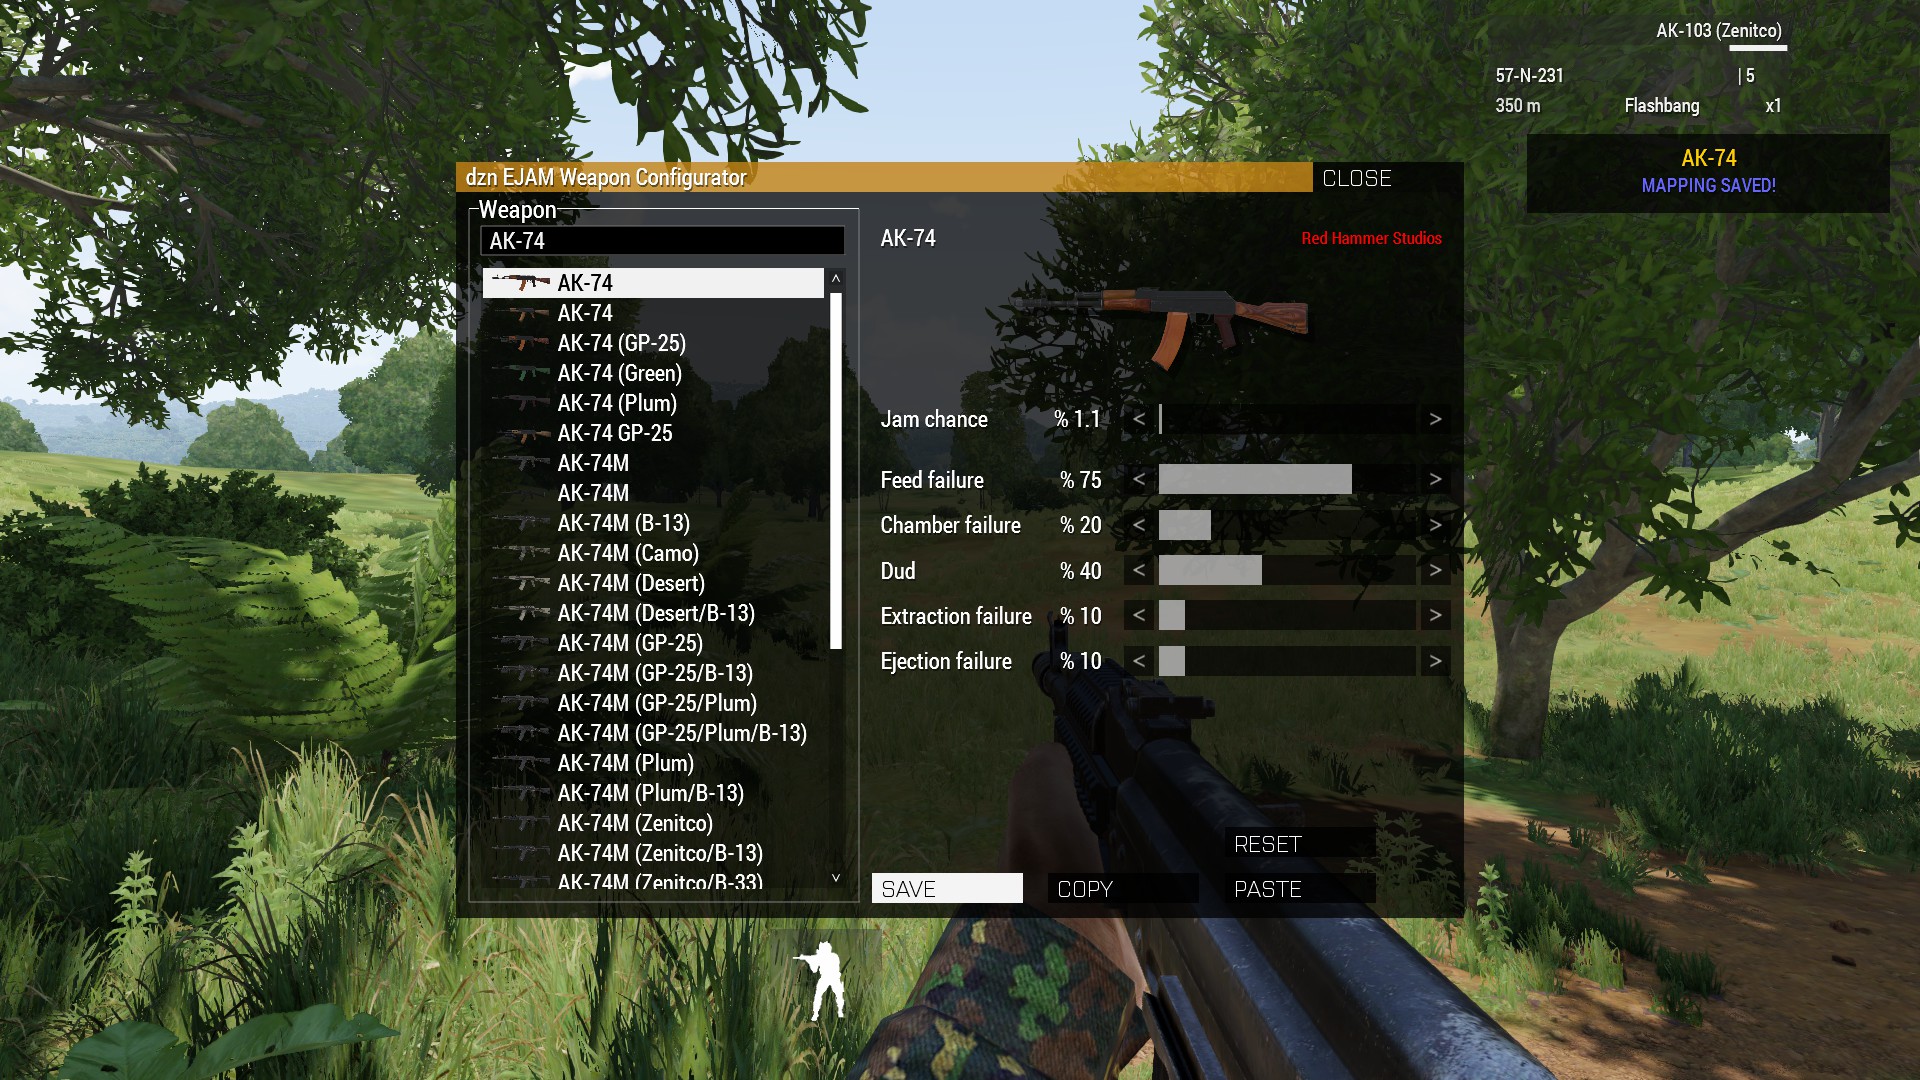 AK-103 (Zenitco)
57-N-231 | 5
350 m Flashbang x1
AK-74
MAPPING SAVED!
dzn EJAM Weapon Configurator
CLOSE
Weapon
AK-74
AK-74
AK-74
AK-74 (GP-25)
AK-74 (Green)
AK-74 (Plum)
AK-74 GP-25
AK-74M
AK-74M
AK-74M (B-13)
AK-74M (Camo)
AK-74M (Desert)
AK-74M (Desert/B-13)
AK-74M (GP-25)
AK-74M (GP-25/B-13)
AK-74M (GP-25/Plum)
AK-74M (GP-25/Plum/B-13)
AK-74M (Plum)
AK-74M (Plum/B-13)
AK-74M (Zenitco)
AK-74M (Zenitco/B-13)
AK-74M (Zenitco/B-33)
AK-74
Red Hammer Studios
Jam chance % 1.1 < >
Feed failure % 75 < >
Chamber failure % 20 < >
Dud % 40 < >
Extraction failure % 10 < >
Ejection failure % 10 < >
RESET
SAVE
COPY
PASTE